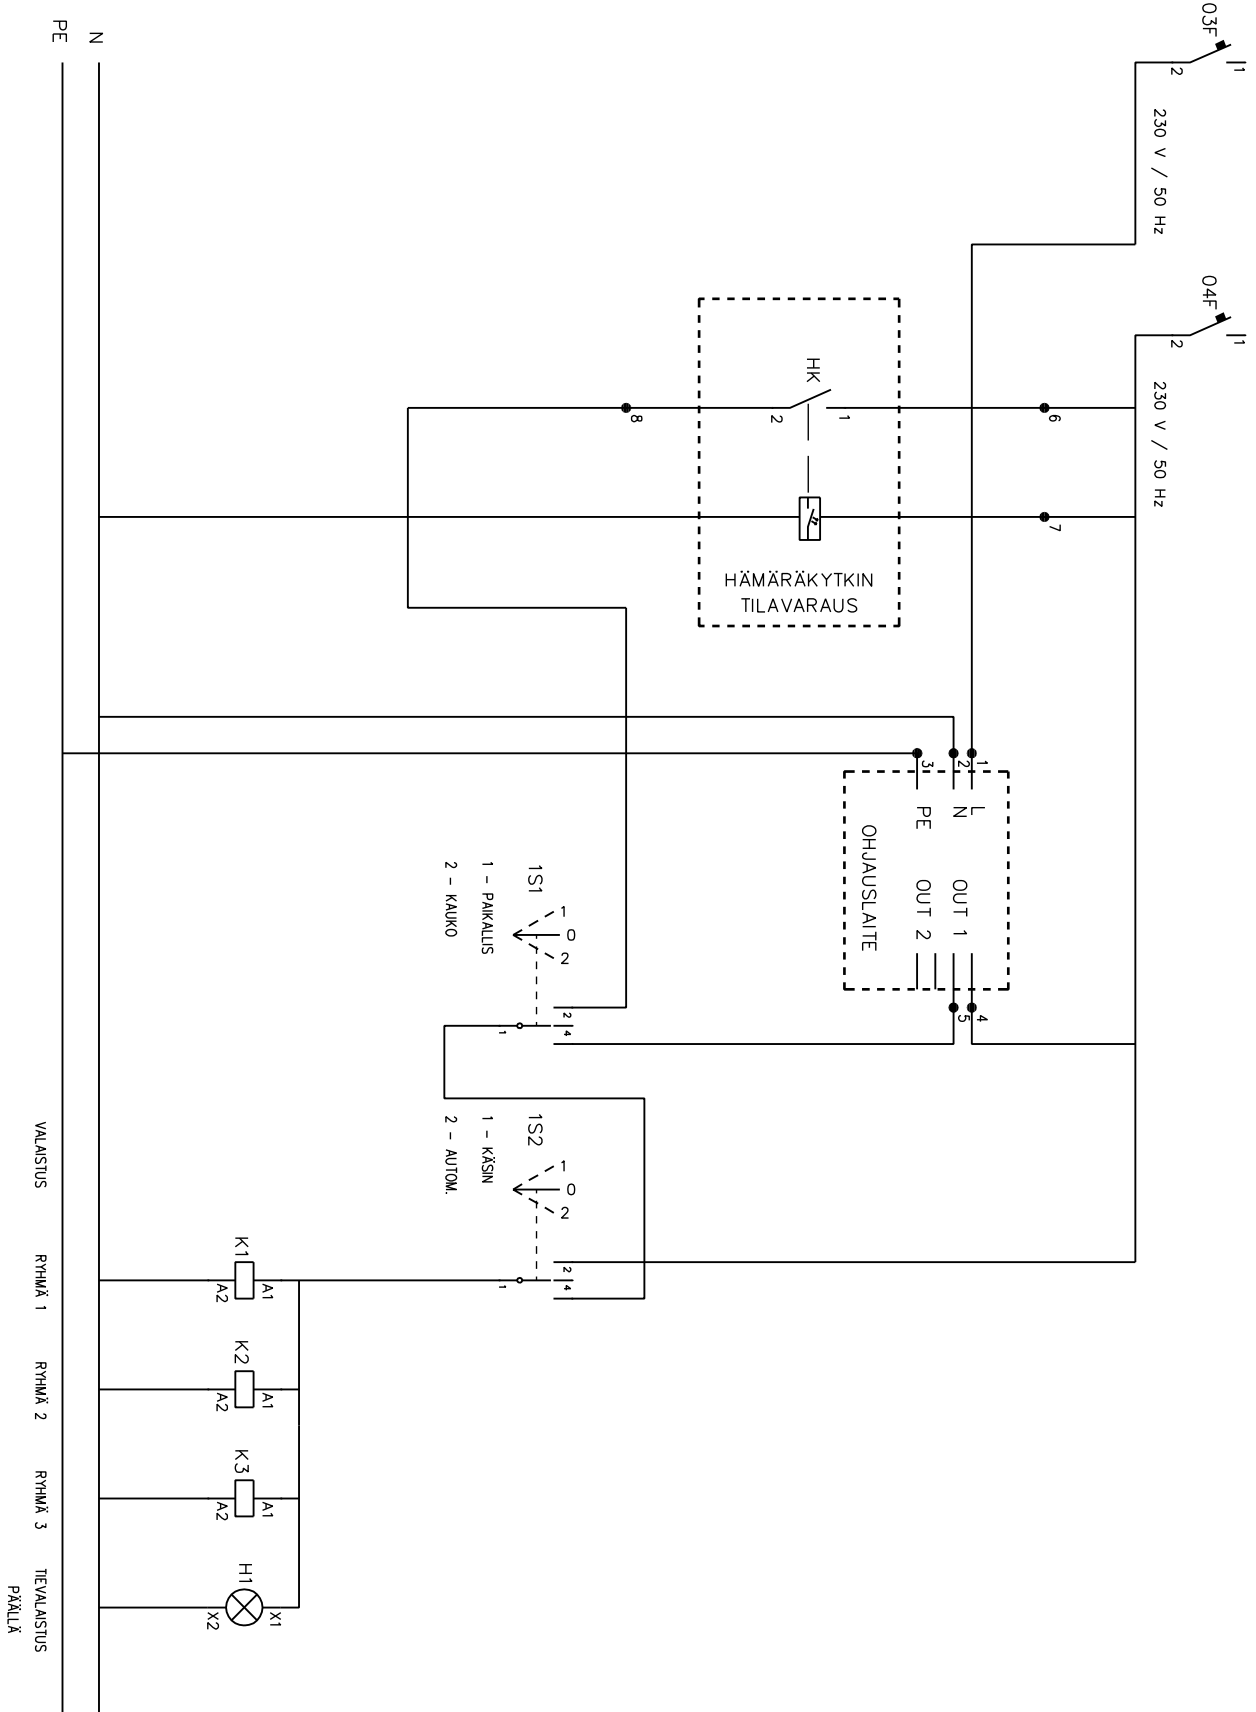 03F
1
2
230 V / 50 Hz
04F
1
2
230 V / 50 Hz
6
7
HK
1
2
8
HÄMÄRÄKYTKIN
TILAVARAUS
1
2
3
L
N
PE
OUT 1
OUT 2
OHJAUSLAITE
4
5
1S1
1
0
2
1 - PAIKALLIS
2 - KAUKO
2
4
1
1S2
1
0
2
1 - KÄSIN
2 - AUTOM.
2
4
1
K1
A1
A2
K2
A1
A2
K3
A1
A2
H1
X1
X2
N
PE
VALAISTUS
RYHMÄ 1
RYHMÄ 2
RYHMÄ 3
TIEVALAISTUS
PÄÄLLÄ